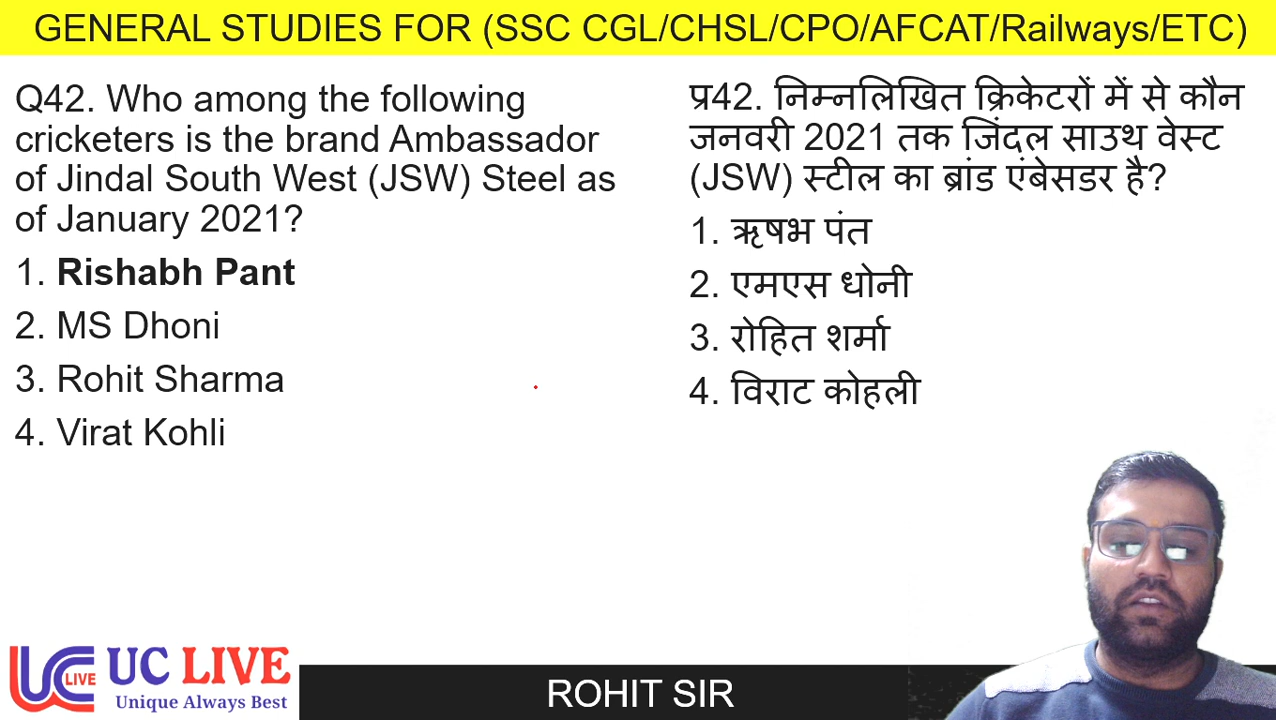 GENERAL STUDIES FOR (SSC CGL/CHSL/CPO/AFCAT/Railways/ETC)
Q42. Who among the following
cricketers is the brand Ambassador
of Jindal South West (JSW) Steel as
of January 2021?
1. Rishabh Pant
2. MS Dhoni
3. Rohit Sharma
4. Virat Kohli
प्र42. निम्नलिखित क्रिकेटरों में से कौन
जनवरी 2021 तक जिंदल साउथ वेस्ट
(JSW) स्टील का ब्रांड एंबेसडर है?
1. ऋषभ पंत
2. एमएस धोनी
3. रोहित शर्मा
4. विराट कोहली
UC LIVE
UC LIVE
Unique Always Best
ROHIT SIR